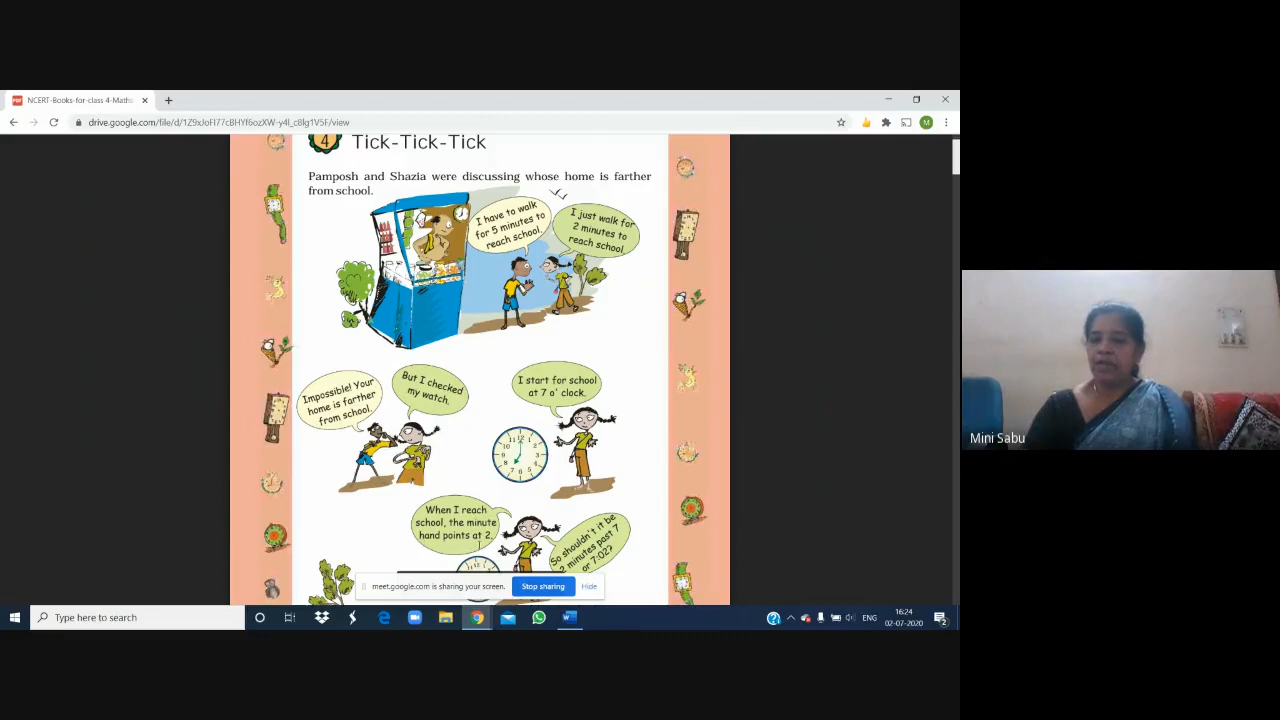 NCERT-Books-for-class 4-Maths
drive.google.com/file/d/1Z9xJoFI77cBHYf6ozXW-y4l_c8lg1V5F/view
4 Tick-Tick-Tick
Pamposh and Shazia were discussing whose home is farther
from school.
I have to walk
for 5 minutes to
reach school.
I just walk for
2 minutes to
reach school.
Impossible! Your
home is farther
from school.
But I checked
my watch.
I start for school
at 7 o' clock.
When I reach
school, the minute
hand points at 2.
So shouldn't it be
2 minutes past 7
or 7:02?
meet.google.com is sharing your screen.
Stop sharing
Hide
Type here to search
ENG
16:24
02-07-2020
Mini Sabu